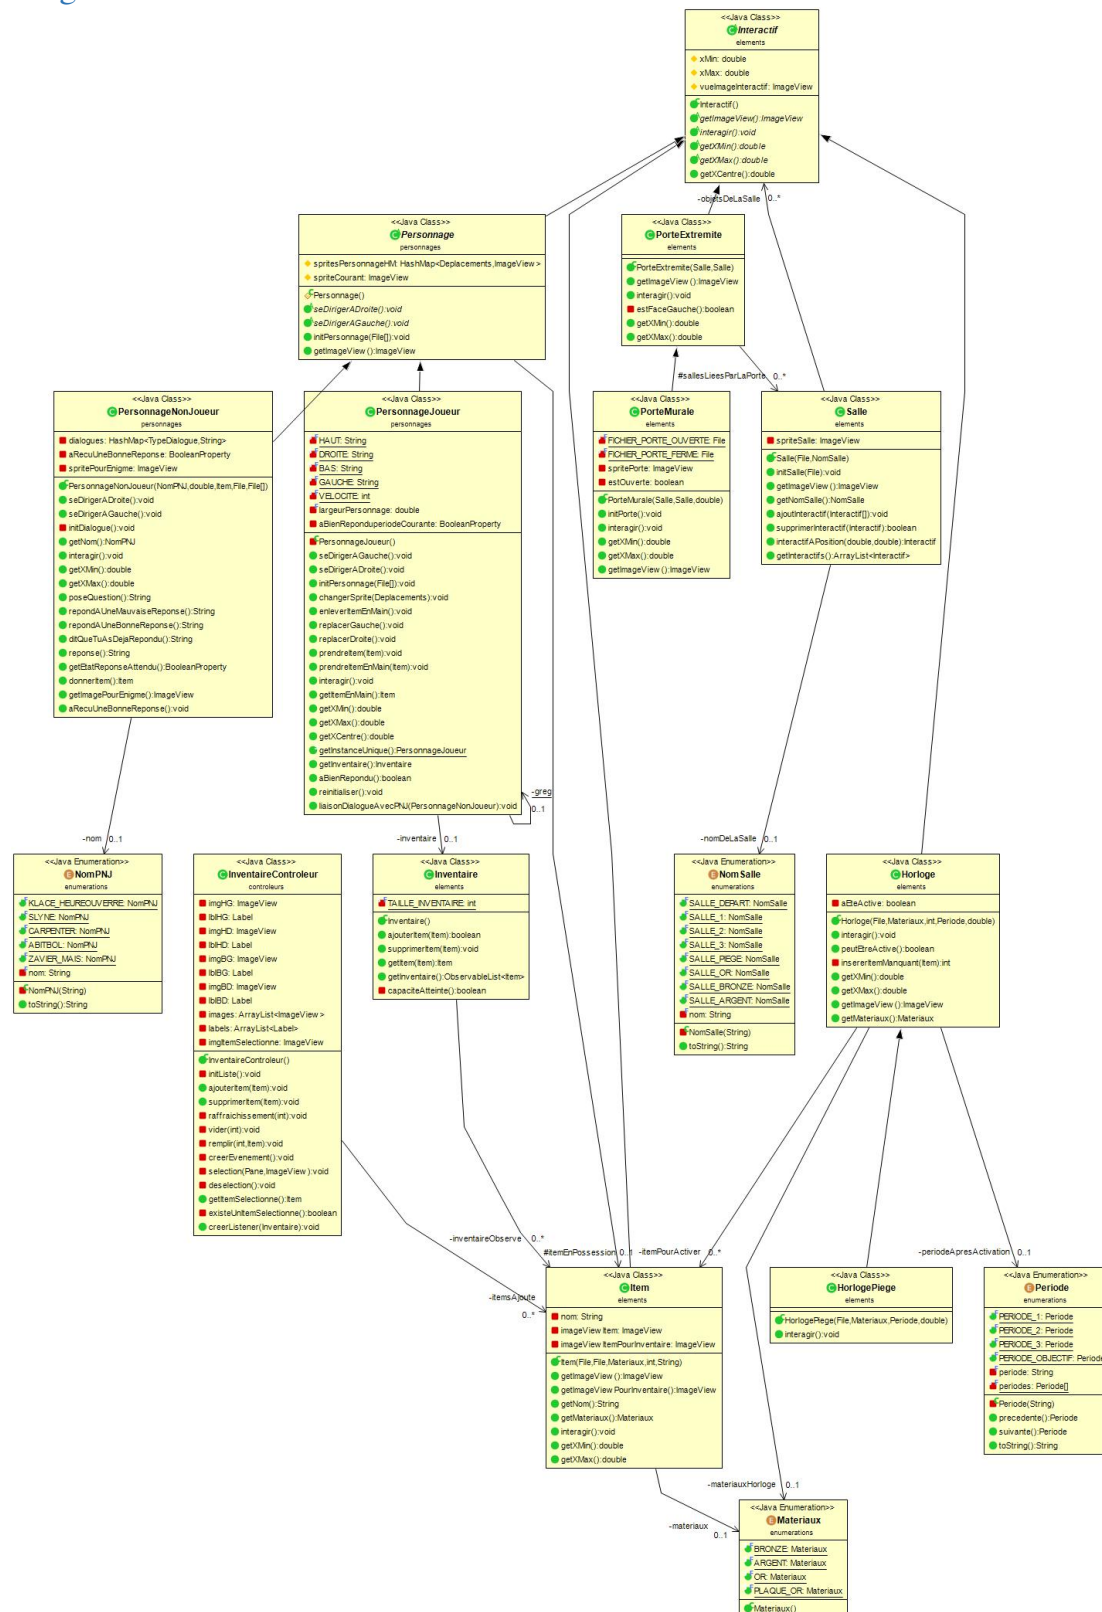 <<Java Class>>
Interactif
elements
xMin: double
xMax: double
vueImageInteractif: ImageView
Interactif()
getImageView():ImageView
interagir():void
getXMin():double
getXMax():double
getXCentre():double
-objetsDeLaSalle 0..*
<<Java Class>>
Personnage
personnages
spritesPersonnageHM: HashMap<Deplacements,ImageView>
spriteCourant: ImageView
Personnage()
seDirigerADroite():void
seDirigerAGauche():void
initPersonnage(File[]):void
getImageView():ImageView
<<Java Class>>
PorteExtremite
elements
PorteExtremite(Salle,Salle)
getImageView():ImageView
interagir():void
estFaceGauche():boolean
getXMin():double
getXMax():double
#sallesLieesParLaPorte 0..*
<<Java Class>>
PersonnageNonJoueur
personnages
dialogues: HashMap<TypeDialogue,String>
aRecuUneBonneReponse: BooleanProperty
spritePourEnigme: ImageView
PersonnageNonJoueur(NomPNJ,double,Item,File,File[])
seDirigerADroite():void
seDirigerAGauche():void
initDialogue():void
getNom():NomPNJ
interagir():void
getXMin():double
getXMax():double
poseQuestion():String
repondAUneMauvaiseReponse():String
repondAUneBonneReponse():String
ditQueTuAsDejaRepondu():String
reponse():String
getEtatReponseAttendu():BooleanProperty
donnerItem():Item
getImagePourEnigme():ImageView
aRecuUneBonneReponse():void
<<Java Class>>
PersonnageJoueur
personnages
HAUT: String
DROITE: String
BAS: String
GAUCHE: String
VELOCITE: int
largeurPersonnage: double
aBienReponduperiodeCourante: BooleanProperty
PersonnageJoueur()
seDirigerAGauche():void
seDirigerADroite():void
initPersonnage(File[]):void
changerSprite(Deplacements):void
enleverItemEnMain():void
replacerGauche():void
replacerDroite():void
prendreItem(Item):void
prendreItemEnMain(Item):void
interagir():void
getItemEnMain():Item
getXMin():double
getXMax():double
getXCentre():double
getInstanceUnique():PersonnageJoueur
getInventaire():Inventaire
aBienRepondu():boolean
reinitialiser():void
liaisonDialogueAvecPNJ(PersonnageNonJoueur):void
-greg
0..1
<<Java Class>>
PorteMurale
elements
FICHIER_PORTE_OUVERTE: File
FICHIER_PORTE_FERME: File
spritePorte: ImageView
estOuverte: boolean
PorteMurale(Salle,Salle,double)
initPorte():void
interagir():void
getXMin():double
getXMax():double
getImageView():ImageView
<<Java Class>>
Salle
elements
spriteSalle: ImageView
Salle(File,NomSalle)
initSalle(File):void
getImageView():ImageView
getNomSalle():NomSalle
ajoutInteractif(Interactif[]):void
supprimerInteractif(Interactif):boolean
interactifAPosition(double,double):Interactif
getInteractifs():ArrayList<Interactif>
-nom 0..1
-inventaire 0..1
-nomDeLaSalle 0..1
<<Java Enumeration>>
NomPNJ
enumerations
KLACE_HEUREOUVERRE: NomPNJ
SLYNE: NomPNJ
CARPENTER: NomPNJ
ABITBOL: NomPNJ
ZAVIER_MAIS: NomPNJ
nom: String
NomPNJ(String)
toString():String
<<Java Class>>
InventaireControleur
controleurs
imgHG: ImageView
lblHG: Label
imgHD: ImageView
lblHD: Label
imgBG: ImageView
lblBG: Label
imgBD: ImageView
lblBD: Label
images: ArrayList<ImageView>
labels: ArrayList<Label>
imgItemSelectionne: ImageView
InventaireControleur()
initListe():void
ajouterItem(Item):void
supprimerItem(Item):void
raffraichissement(int):void
vider(int):void
remplir(int,Item):void
creerEvenement():void
selection(Pane,ImageView):void
deselection():void
getItemSelectionne():Item
existeUnItemSelectionne():boolean
creerListener(Inventaire):void
<<Java Class>>
Inventaire
elements
TAILLE_INVENTAIRE: int
Inventaire()
ajouterItem(Item):boolean
supprimerItem(Item):void
getItem(Item):Item
getInventaire():ObservableList<Item>
capaciteAtteinte():boolean
<<Java Enumeration>>
NomSalle
enumerations
SALLE_DEPART: NomSalle
SALLE_1: NomSalle
SALLE_2: NomSalle
SALLE_3: NomSalle
SALLE_PIEGE: NomSalle
SALLE_OR: NomSalle
SALLE_BRONZE: NomSalle
SALLE_ARGENT: NomSalle
nom: String
NomSalle(String)
toString():String
<<Java Class>>
Horloge
elements
aEteActive: boolean
Horloge(File,Materiaux,int,Periode,double)
interagir():void
peutEtreActive():boolean
insererItemManquant(Item):int
getXMin():double
getXMax():double
getImageView():ImageView
getMateriaux():Materiaux
-inventaireObserve 0..*
#itemEnPossession 0..1
-itemPourActiver 0..*
-periodeApresActivation 0..1
-itemsAjoute
0..*
<<Java Class>>
Item
elements
nom: String
imageViewItem: ImageView
imageViewItemPourInventaire: ImageView
Item(File,File,Materiaux,int,String)
getImageView():ImageView
getImageViewPourInventaire():ImageView
getNom():String
getMateriaux():Materiaux
interagir():void
getXMin():double
getXMax():double
<<Java Class>>
HorlogePiege
elements
HorlogePiege(File,Materiaux,Periode,double)
interagir():void
<<Java Enumeration>>
Periode
enumerations
PERIODE_1: Periode
PERIODE_2: Periode
PERIODE_3: Periode
PERIODE_OBJECTIF: Periode
periode: String
periodes: Periode[]
Periode(String)
precedente():Periode
suivante():Periode
toString():String
-materiauxHorloge 0..1
-materiaux
0..1
<<Java Enumeration>>
Materiaux
enumerations
BRONZE: Materiaux
ARGENT: Materiaux
OR: Materiaux
PLAQUE_OR: Materiaux
Materiaux()